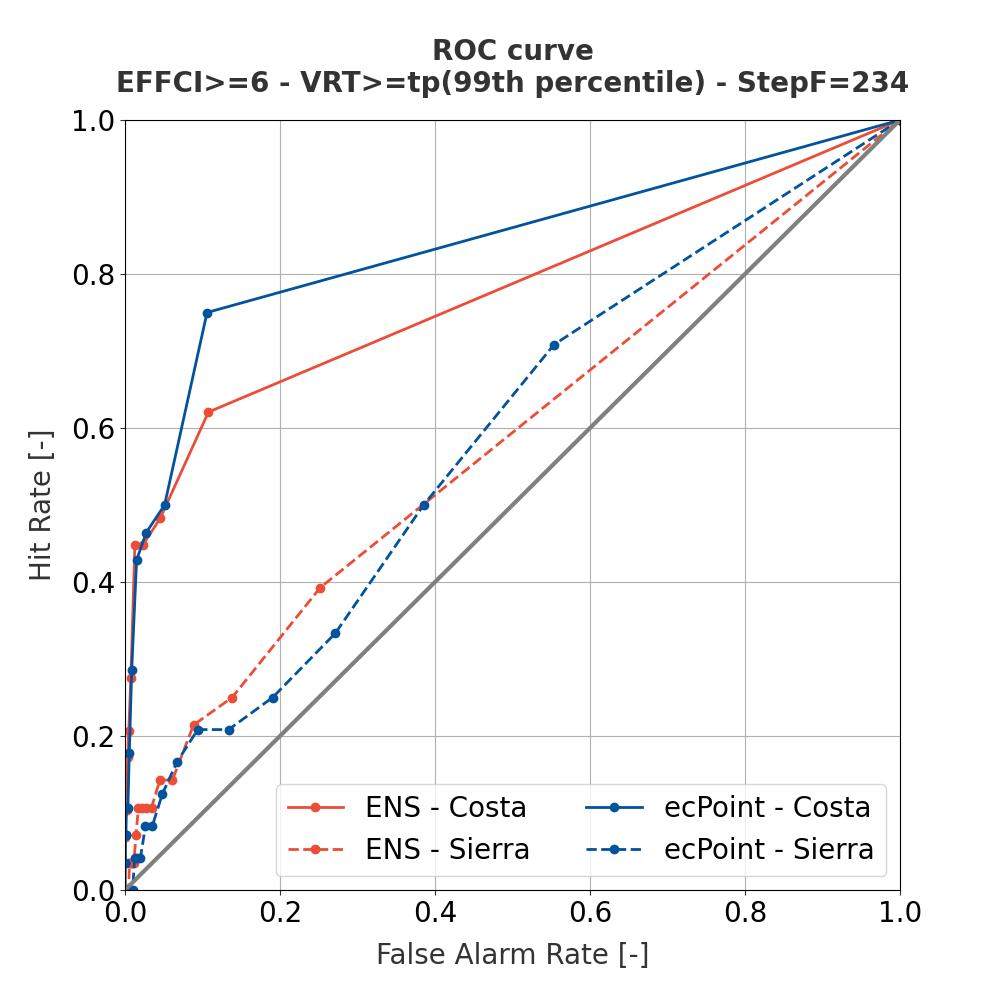 ROC curve
EFFCI>=6 - VRT>=tp(99th percentile) - StepF=234
1.0
0.8
0.6
0.4
0.2
0.0
Hit Rate [-]
0.0 0.2 0.4 0.6 0.8 1.0
False Alarm Rate [-]
ENS - Costa
ENS - Sierra
ecPoint - Costa
ecPoint - Sierra